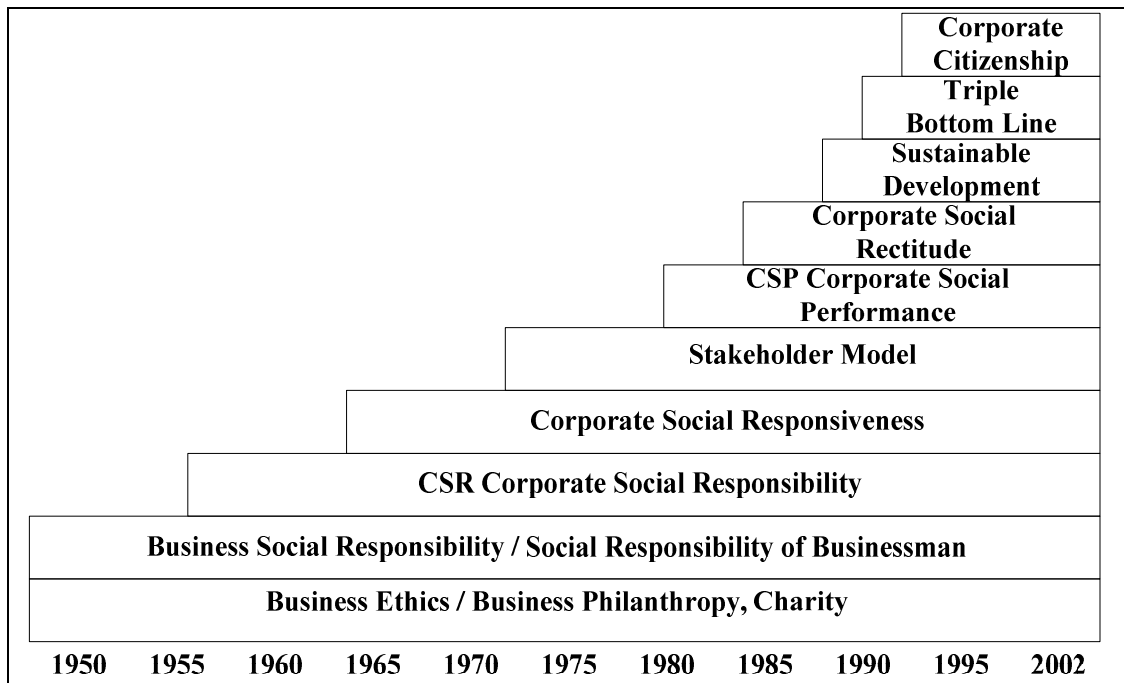 Corporate
Citizenship
Triple
Bottom Line
Sustainable
Development
Corporate Social
Rectitude
CSP Corporate Social
Performance
Stakeholder Model
Corporate Social Responsiveness
CSR Corporate Social Responsibility
Business Social Responsibility / Social Responsibility of Businessman
Business Ethics / Business Philanthropy, Charity
1950 1955 1960 1965 1970 1975 1980 1985 1990 1995 2002